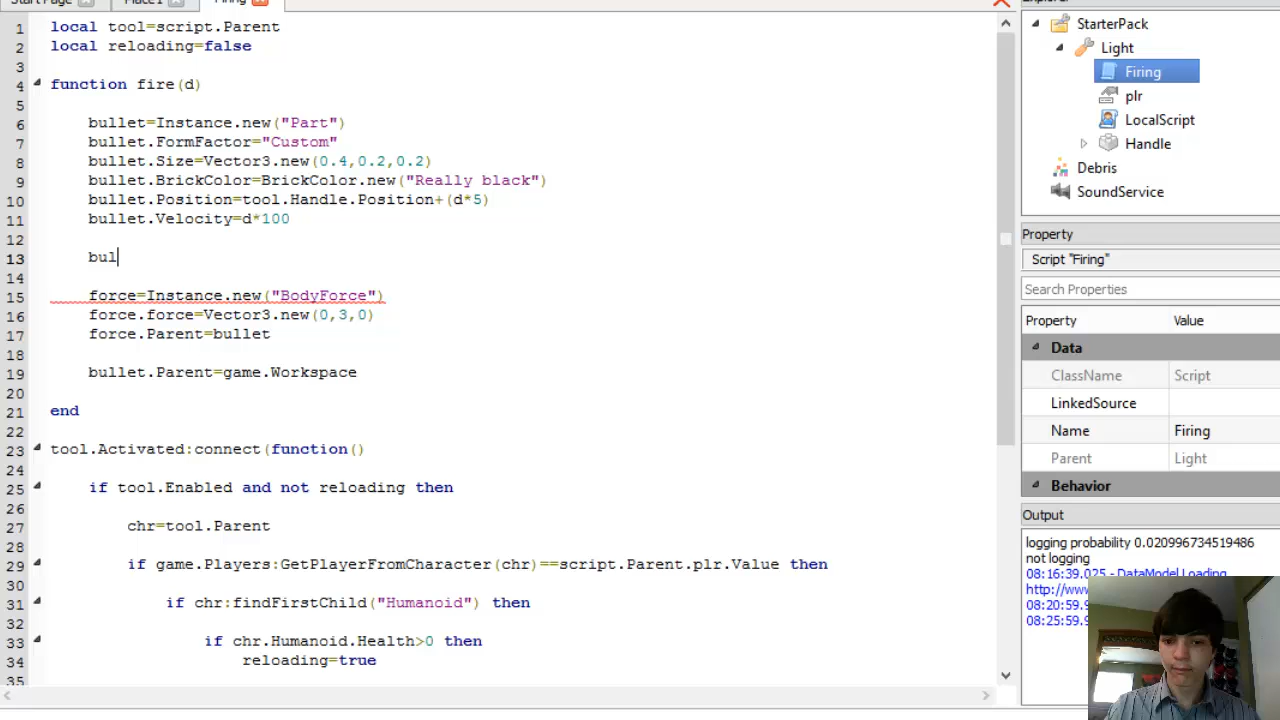 Start Page
Place1
Firing
1 local tool=script.Parent
2 local reloading=false
3
4 function fire(d)
5
6 bullet=Instance.new("Part")
7 bullet.FormFactor="Custom"
8 bullet.Size=Vector3.new(0.4,0.2,0.2)
9 bullet.BrickColor=BrickColor.new("Really black")
10 bullet.Position=tool.Handle.Position+(d*5)
11 bullet.Velocity=d*100
12
13 bul
14
15 force=Instance.new("BodyForce")
16 force.force=Vector3.new(0,3,0)
17 force.Parent=bullet
18
19 bullet.Parent=game.Workspace
20
21 end
22
23 tool.Activated:connect(function()
24
25 if tool.Enabled and not reloading then
26
27 chr=tool.Parent
28
29 if game.Players:GetPlayerFromCharacter(chr)==script.Parent.plr.Value then
30
31 if chr:findFirstChild("Humanoid") then
32
33 if chr.Humanoid.Health>0 then
34 reloading=true
35
Explorer
StarterPack
Light
Firing
plr
LocalScript
Handle
Debris
SoundService
Property
Script "Firing"
Search Properties
Property Value
Data
ClassName Script
LinkedSource
Name Firing
Parent Light
Behavior
Output
logging probability 0.020996734519486
not logging
08:16:39.025 - DataModel Loading
http://ww
08:20:59.9
08:25:59.9